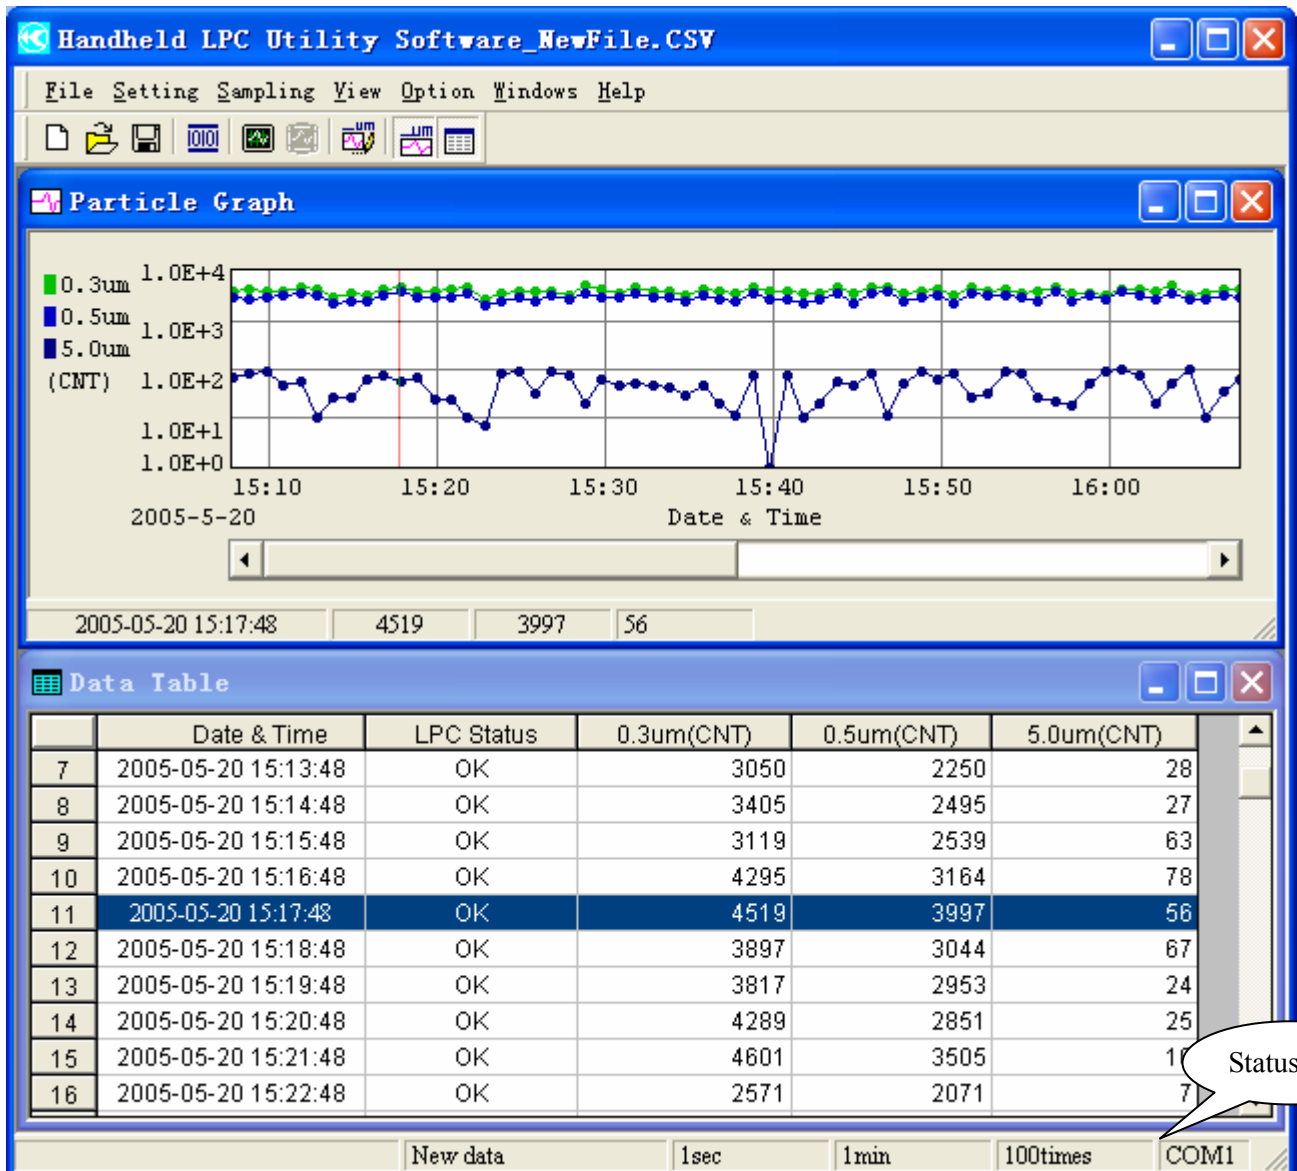 Handheld LPC Utility Software_NewFile.CSV
File Setting Sampling View Option Windows Help
Particle Graph
0.3um
0.5um
5.0um
(CNT)
1.0E+4
1.0E+3
1.0E+2
1.0E+1
1.0E+0
15:10 15:20 15:30 15:40 15:50 16:00
2005-5-20 Date & Time
2005-05-20 15:17:48 4519 3997 56
Data Table
Date & Time LPC Status 0.3um(CNT) 0.5um(CNT) 5.0um(CNT)
7 2005-05-20 15:13:48 OK 3050 2250 28
8 2005-05-20 15:14:48 OK 3405 2495 27
9 2005-05-20 15:15:48 OK 3119 2539 63
10 2005-05-20 15:16:48 OK 4295 3164 78
11 2005-05-20 15:17:48 OK 4519 3997 56
12 2005-05-20 15:18:48 OK 3897 3044 67
13 2005-05-20 15:19:48 OK 3817 2953 24
14 2005-05-20 15:20:48 OK 4289 2851 25
15 2005-05-20 15:21:48 OK 4601 3505
16 2005-05-20 15:22:48 OK 2571 2071 7
Status
New data 1sec 1min 100times COM1